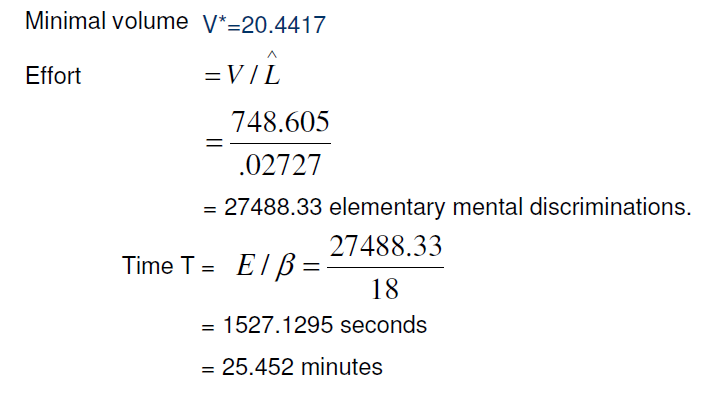 Minimal volume V*=20.4417
Effort = V / L̂
= 748.605 / .02727
= 27488.33 elementary mental discriminations.
Time T = E / β = 27488.33 / 18
= 1527.1295 seconds
= 25.452 minutes